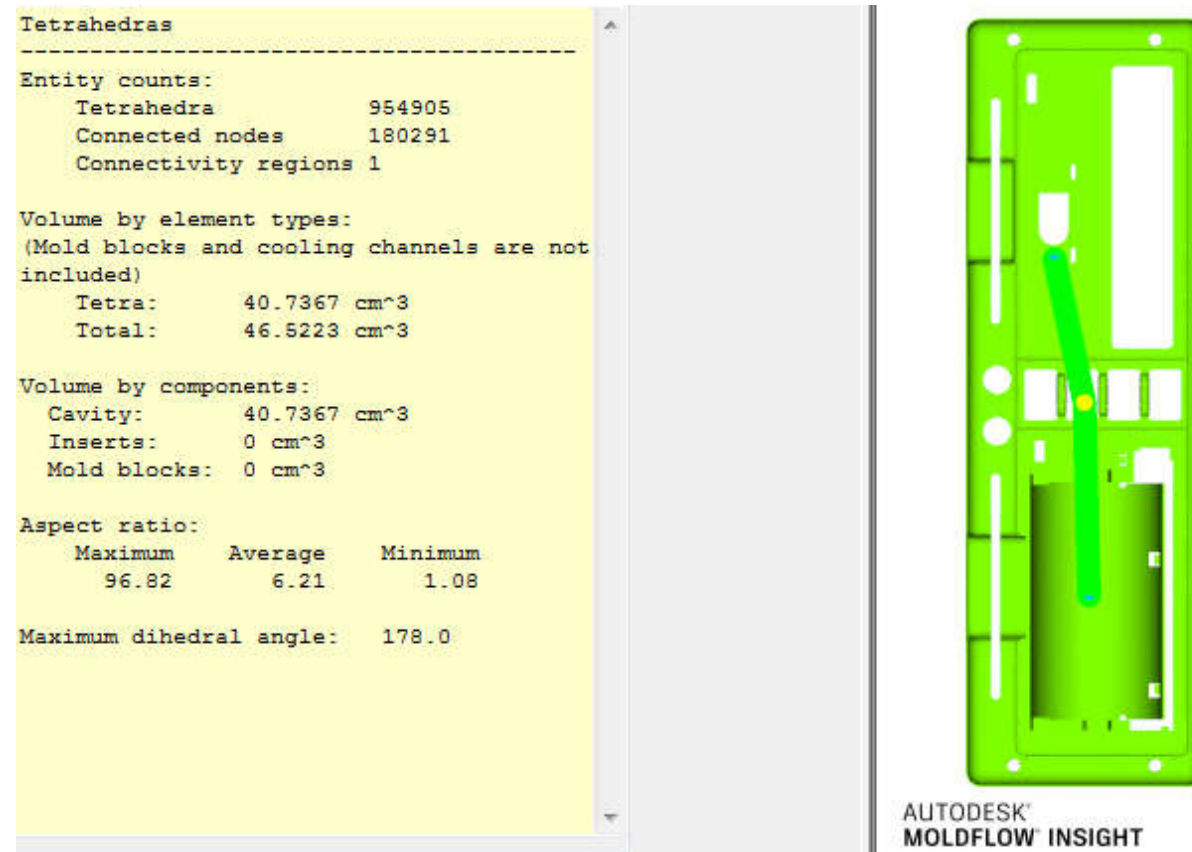 Tetrahedras
-----------------------------------------
Entity counts:
Tetrahedra 954905
Connected nodes 180291
Connectivity regions 1
Volume by element types:
(Mold blocks and cooling channels are not
included)
Tetra: 40.7367 cm^3
Total: 46.5223 cm^3
Volume by components:
Cavity: 40.7367 cm^3
Inserts: 0 cm^3
Mold blocks: 0 cm^3
Aspect ratio:
Maximum Average Minimum
96.82 6.21 1.08
Maximum dihedral angle: 178.0
AUTODESK®
MOLDFLOW® INSIGHT